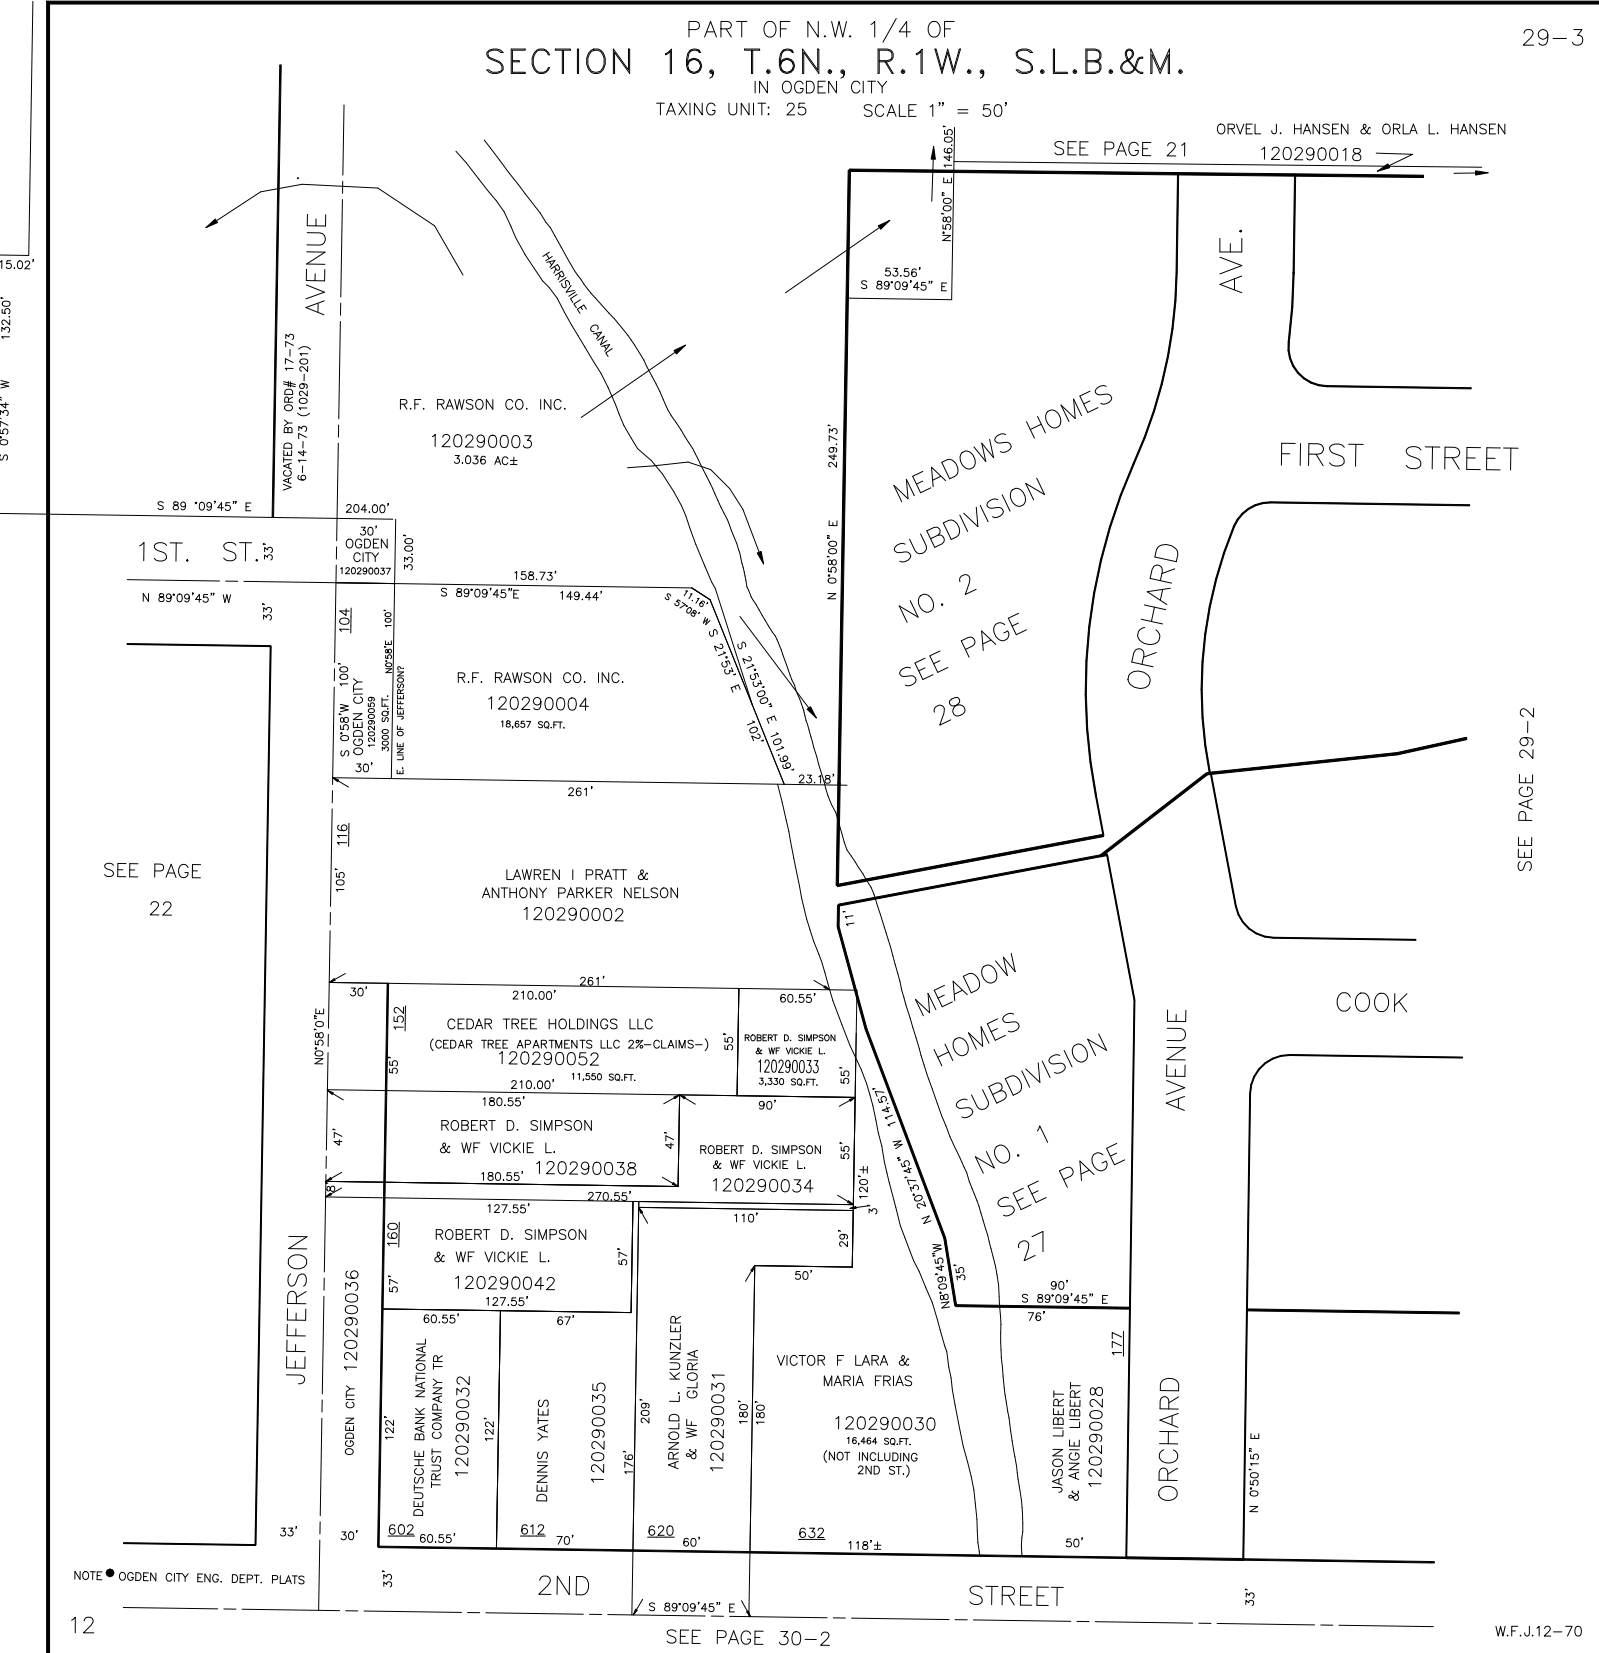 PART OF N.W. 1/4 OF
29-3
SECTION 16, T.6N., R.1W., S.L.B.&M.
IN OGDEN CITY
TAXING UNIT: 25 SCALE 1" = 50'
ORVEL J. HANSEN & ORLA L. HANSEN
120290018
SEE PAGE 21
N°58'00" E 146.05'
53.56'
S 89°09'45" E
AVE.
15.02'
132.50'
S 0°57'34" W
AVENUE
VACATED BY ORD# 17-73
6-14-73 (1029-201)
HARRISVILLE CANAL
R.F. RAWSON CO. INC.
120290003
3.036 AC±
249.73'
N 0°58'00" E
MEADOWS HOMES
SUBDIVISION
NO. 2
SEE PAGE
28
FIRST STREET
ORCHARD
S 89 °09'45" E
204.00'
1ST. ST.
33'
30'
OGDEN
CITY
120290037
33.00'
N 89°09'45" W
33'
158.73'
S 89°09'45"E
149.44'
11.16'
S 57°08' W
S 21°53' E
102'
S 21°53'00" E 101.99'
104
S 0°58'W 100'
OGDEN CITY
120290059
3000 SQ.FT.
N0°58'E 100'
E. LINE OF JEFFERSON?
30'
R.F. RAWSON CO. INC.
120290004
18,657 SQ.FT.
23.18'
261'
SEE PAGE 29-2
116
105'
SEE PAGE
22
LAWREN I PRATT &
ANTHONY PARKER NELSON
120290002
11'
MEADOW
HOMES
SUBDIVISION
NO. 1
SEE PAGE
27
COOK
AVENUE
261'
30'
210.00'
60.55'
N0°58'0"E
152
55'
CEDAR TREE HOLDINGS LLC
(CEDAR TREE APARTMENTS LLC 2%-CLAIMS-)
120290052
11,550 SQ.FT.
210.00'
55'
ROBERT D. SIMPSON
& WF VICKIE L.
120290033
3,330 SQ.FT.
55'
180.55'
90'
47'
ROBERT D. SIMPSON
& WF VICKIE L.
120290038
47'
180.55'
ROBERT D. SIMPSON
& WF VICKIE L.
120290034
55'
120'±
N 20°37'45" W 114.57'
8'
270.55'
127.55'
110'
3'
160
57'
ROBERT D. SIMPSON
& WF VICKIE L.
120290042
127.55'
57'
29'
50'
N8°09'45"W
35'
90'
S 89°09'45" E
76'
177
JEFFERSON
OGDEN CITY 120290036
60.55'
67'
122'
DEUTSCHE BANK NATIONAL
TRUST COMPANY TR
120290032
122'
DENNIS YATES
120290035
176'
209'
ARNOLD L. KUNZLER
& WF GLORIA
120290031
180'
180'
VICTOR F LARA &
MARIA FRIAS
120290030
16,464 SQ.FT.
(NOT INCLUDING
2ND ST.)
JASON LIBERT
& ANGIE LIBERT
120290028
ORCHARD
N 0°50'15" E
33'
30'
602
60.55'
612
70'
620
60'
632
118'±
50'
NOTE ● OGDEN CITY ENG. DEPT. PLATS
33'
2ND STREET
33'
S 89°09'45" E
12
SEE PAGE 30-2
W.F.J.12-70